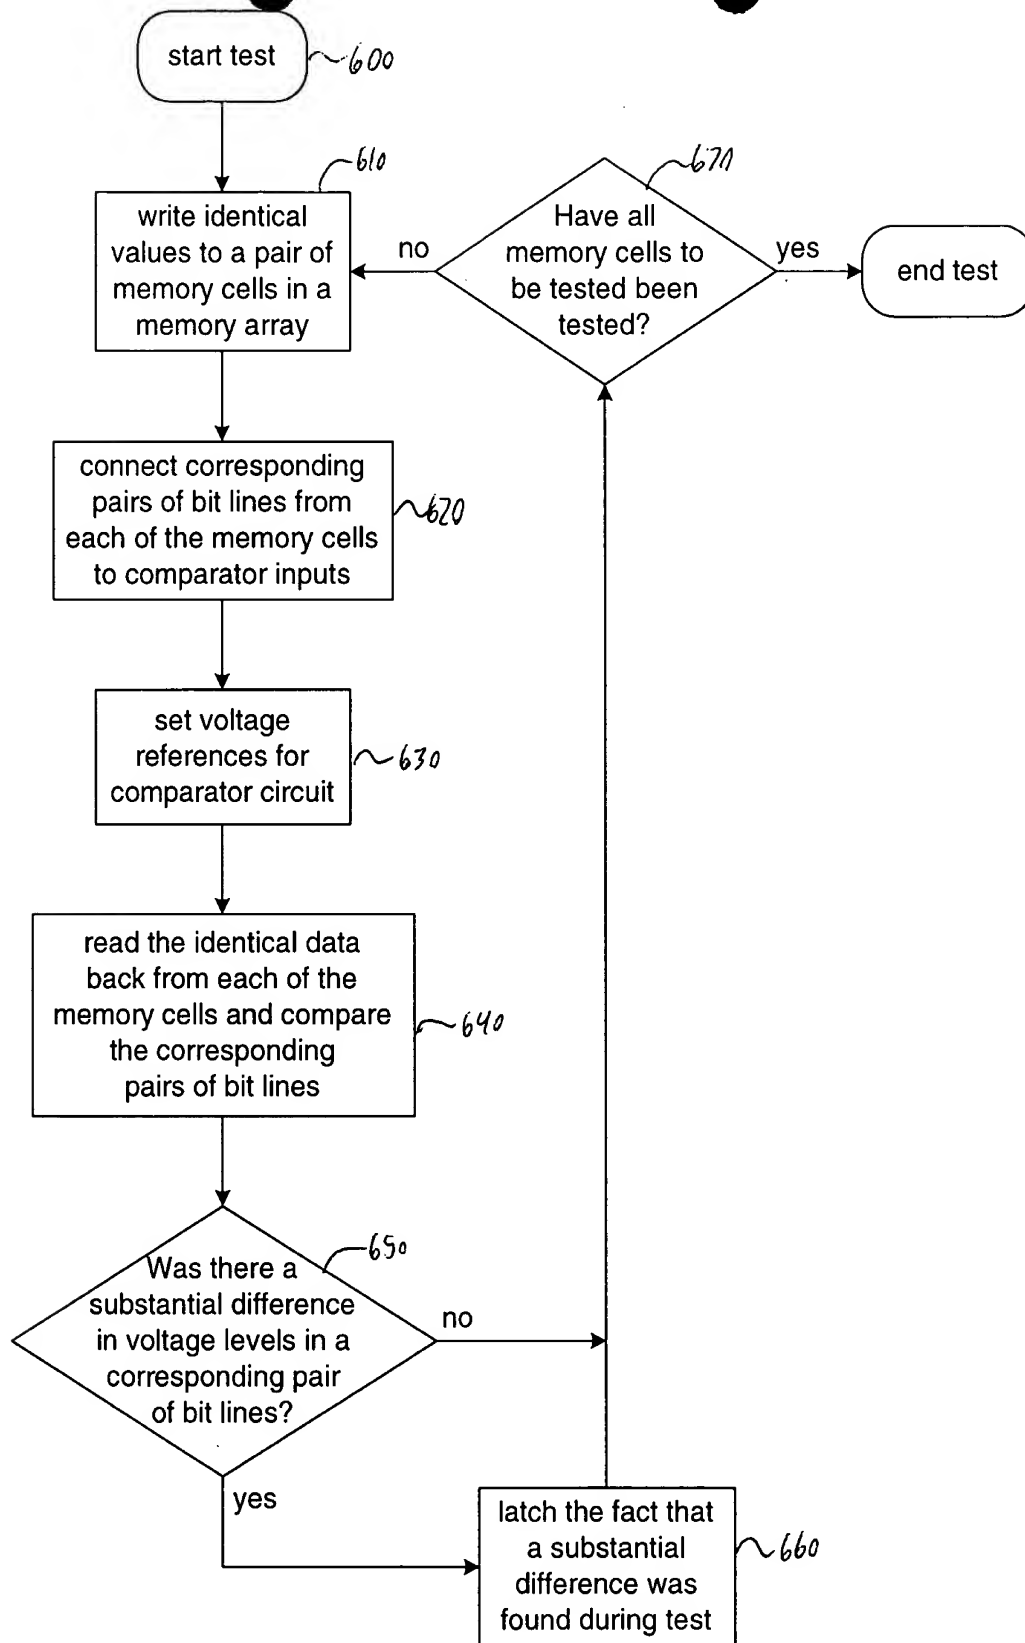 start test
600
610
write identical
values to a pair of
memory cells in a
memory array
670
Have all
memory cells to
be tested been
tested?
no
yes
end test
connect corresponding
pairs of bit lines from
each of the memory cells
to comparator inputs
620
set voltage
references for
comparator circuit
630
read the identical data
back from each of the
memory cells and compare
the corresponding
pairs of bit lines
640
650
Was there a
substantial difference
in voltage levels in a
corresponding pair
of bit lines?
no
yes
latch the fact that
a substantial
difference was
found during test
660